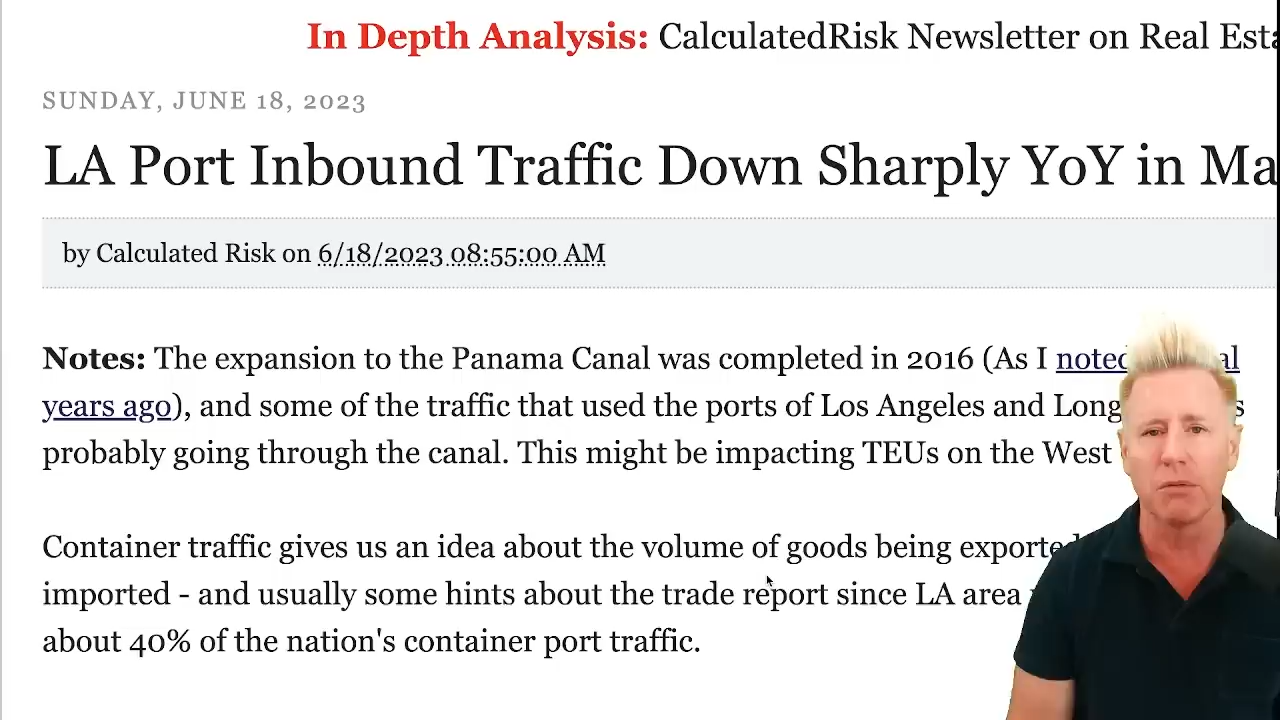 In Depth Analysis: CalculatedRisk Newsletter on Real
SUNDAY, JUNE 18, 2023
LA Port Inbound Traffic Down Sharply YoY in
by Calculated Risk on 6/18/2023 08:55:00 AM
Notes: The expansion to the Panama Canal was completed in 2016 (As I noted
years ago), and some of the traffic that used the ports of Los Angeles and Long
probably going through the canal. This might be impacting TEUs on the West
Container traffic gives us an idea about the volume of goods being exported
imported - and usually some hints about the trade report since LA area
about 40% of the nation's container port traffic.